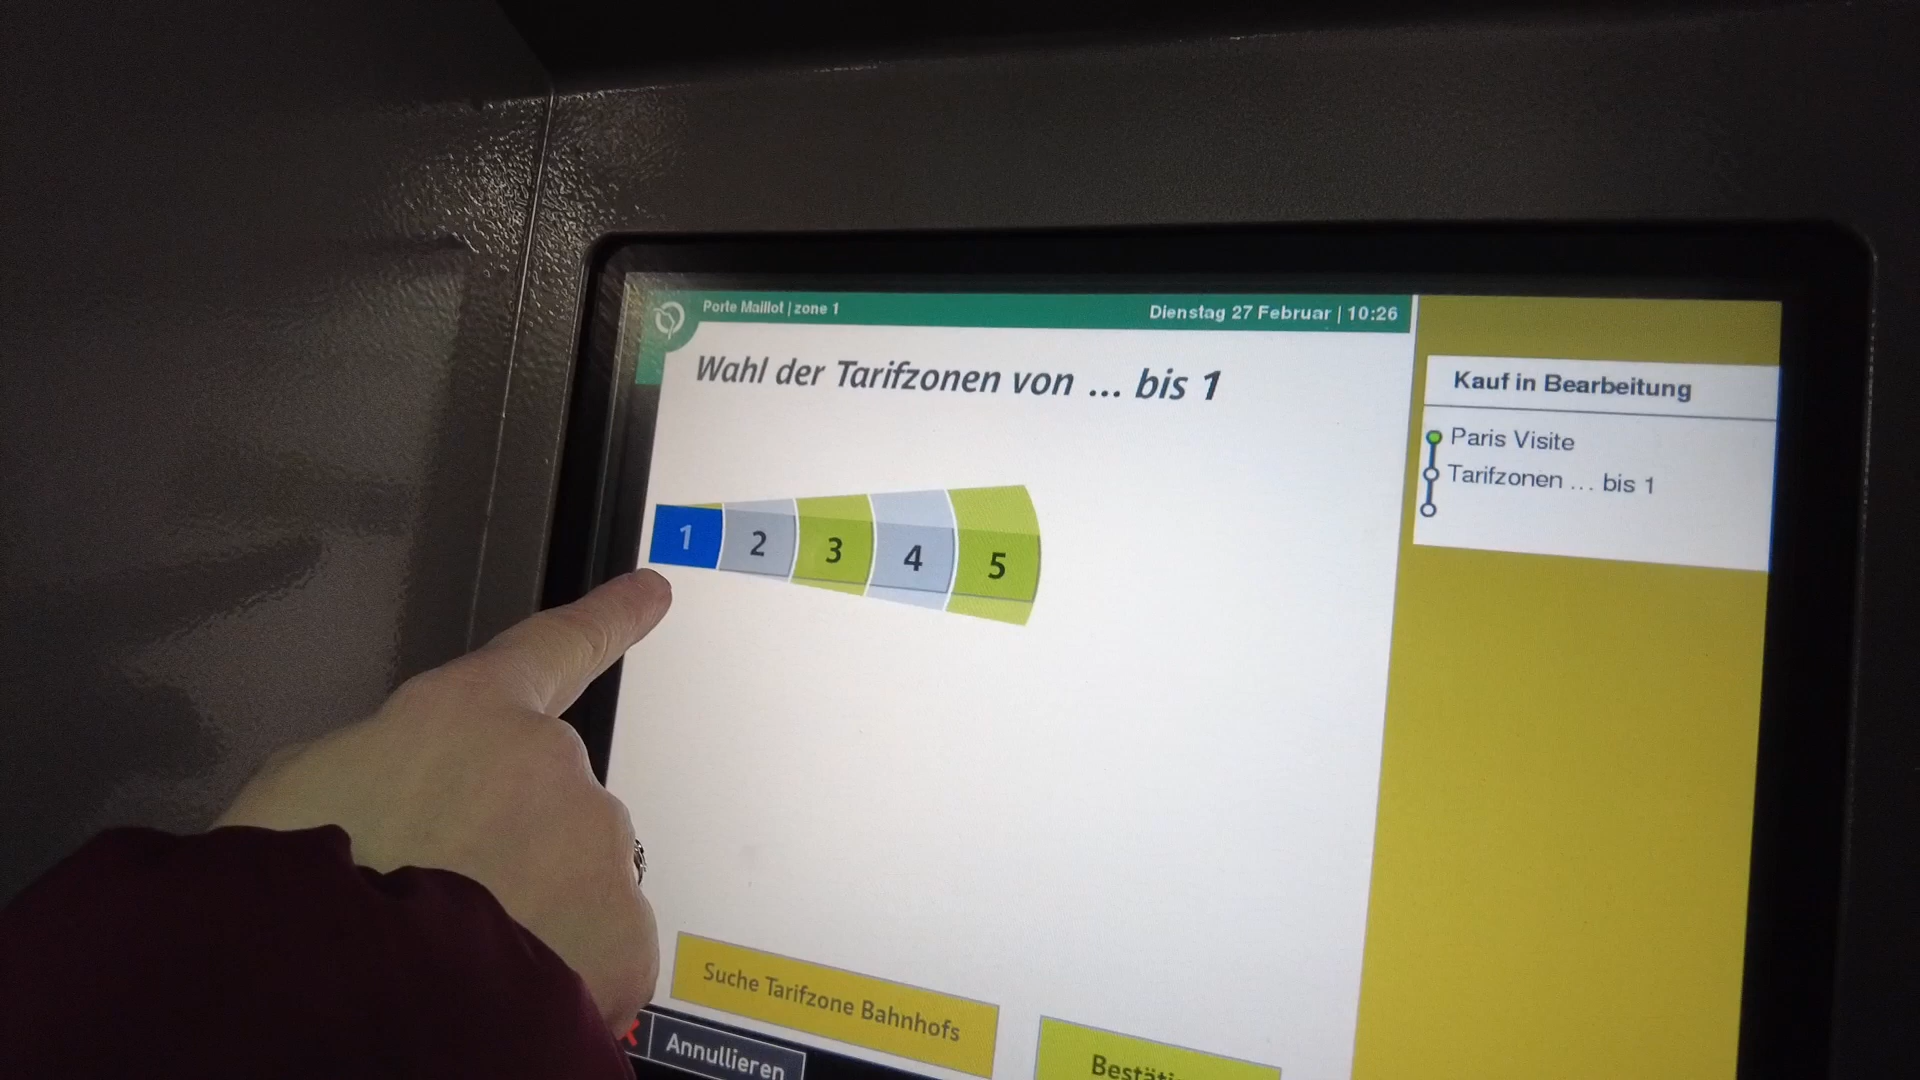 Porte Maillot | zone 1
Dienstag 27 Februar | 10:26
Wahl der Tarifzonen von ... bis 1
1
2
3
4
5
Kauf in Bearbeitung
Paris Visite
Tarifzonen ... bis 1
Suche Tarifzone Bahnhofs
Annullieren